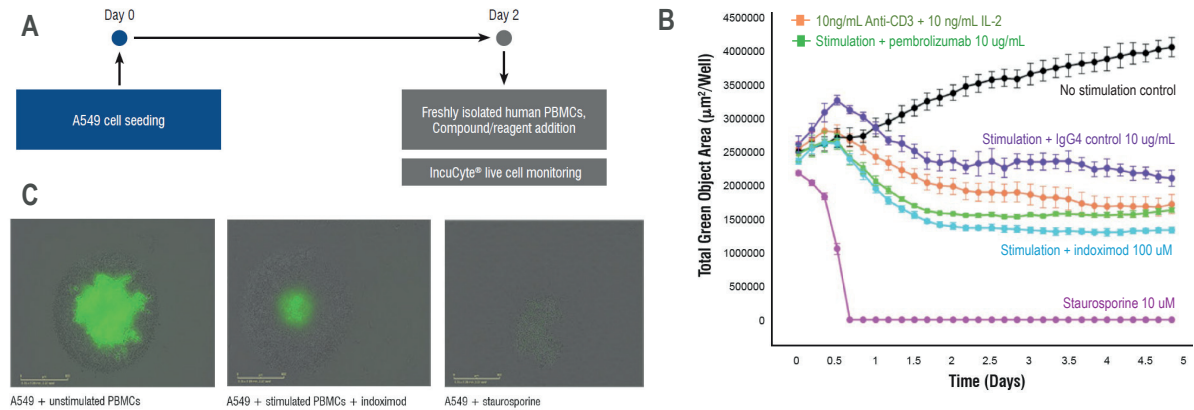 A
Day 0
Day 2
A549 cell seeding
Freshly isolated human PBMCs,
Compound/reagent addition
IncuCyte® live cell monitoring
C
A549 + unstimulated PBMCs
A549 + stimulated PBMCs + indoximod
A549 + staurosporine
B
Total Green Object Area (µm²/Well)
4500000
4000000
3500000
3000000
2500000
2000000
1500000
1000000
500000
0
10ng/mL Anti-CD3 + 10 ng/mL IL-2
Stimulation + pembrolizumab 10 ug/mL
No stimulation control
Stimulation + IgG4 control 10 ug/mL
Stimulation + indoximod 100 uM
Staurosporine 10 uM
0 0.5 1 1.5 2 2.5 3 3.5 4 4.5 5
Time (Days)